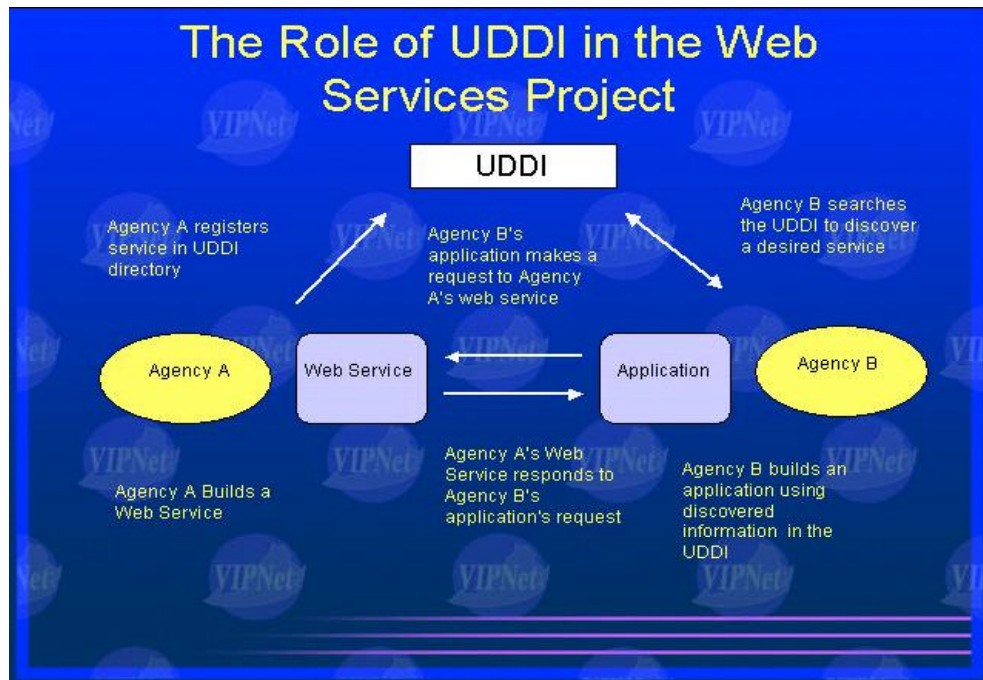 The Role of UDDI in the Web
Services Project
UDDI
Agency A registers
service in UDDI
directory
Agency B's
application makes a
request to Agency
A's web service
Agency B searches
the UDDI to discover
a desired service
Agency A
Web Service
Application
Agency B
Agency A Builds a
Web Service
Agency A's Web
Service responds to
Agency B's
application's request
Agency B builds an
application using
discovered
information in the
UDDI
VIPNet